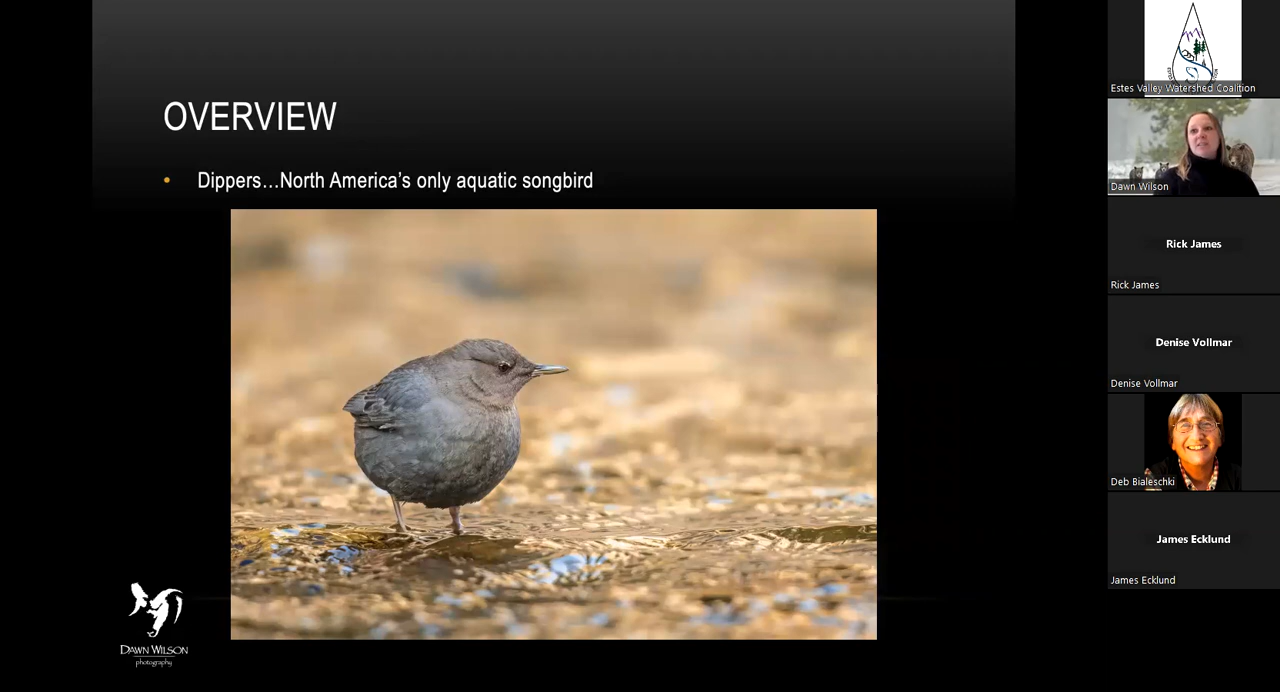 OVERVIEW
• Dippers…North America's only aquatic songbird
DAWN WILSON
photography
Estes Valley Watershed Coalition
Dawn Wilson
Rick James
Rick James
Denise Vollmar
Denise Vollmar
Deb Bialeschki
James Ecklund
James Ecklund